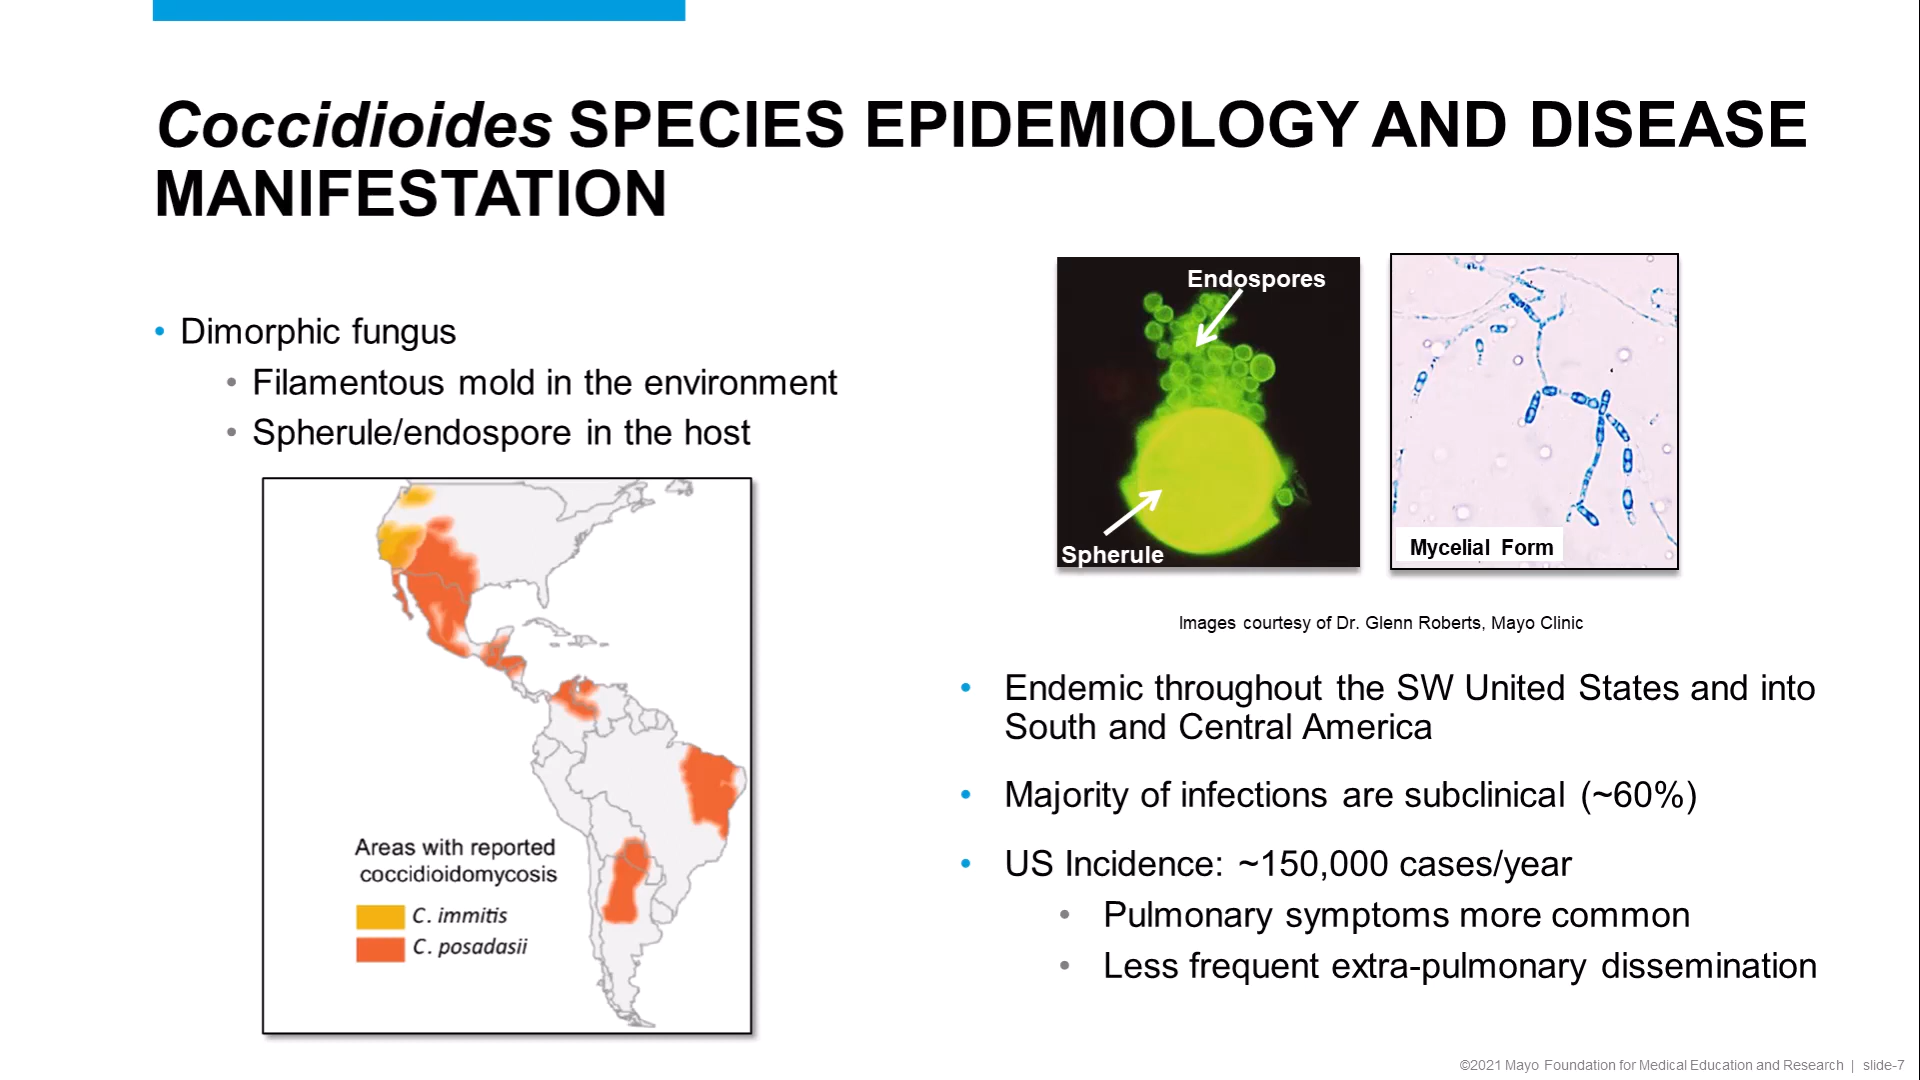 Coccidioides SPECIES EPIDEMIOLOGY AND DISEASE
MANIFESTATION
• Dimorphic fungus
• Filamentous mold in the environment
• Spherule/endospore in the host
Areas with reported
coccidioidomycosis
C. immitis
C. posadasii
Endospores
Spherule
Mycelial Form
Images courtesy of Dr. Glenn Roberts, Mayo Clinic
• Endemic throughout the SW United States and into
South and Central America
• Majority of infections are subclinical (~60%)
• US Incidence: ~150,000 cases/year
• Pulmonary symptoms more common
• Less frequent extra-pulmonary dissemination
©2021 Mayo Foundation for Medical Education and Research | slide-7